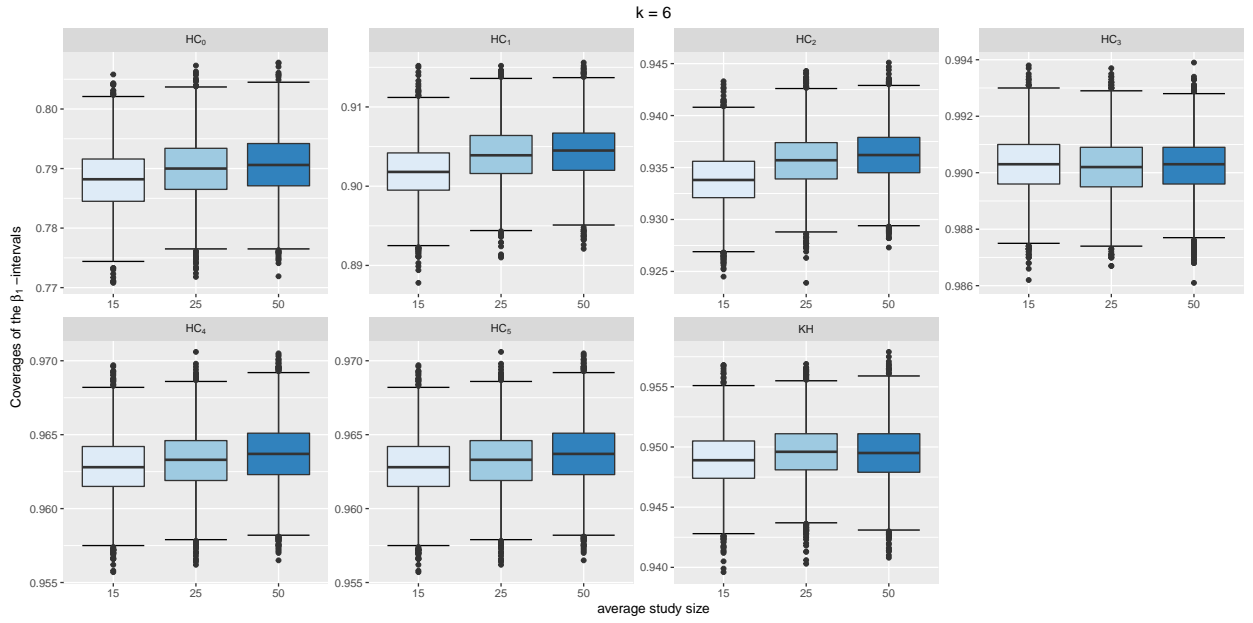 k = 6
Coverages of the β₁ −intervals
HC₀
0.80
0.79
0.78
0.77
15 25 50
HC₁
0.91
0.90
0.89
15 25 50
HC₂
0.945
0.940
0.935
0.930
0.925
15 25 50
HC₃
0.994
0.992
0.990
0.988
0.986
15 25 50
HC₄
0.970
0.965
0.960
0.955
15 25 50
HC₅
0.970
0.965
0.960
0.955
15 25 50
KH
0.955
0.950
0.945
0.940
15 25 50
average study size